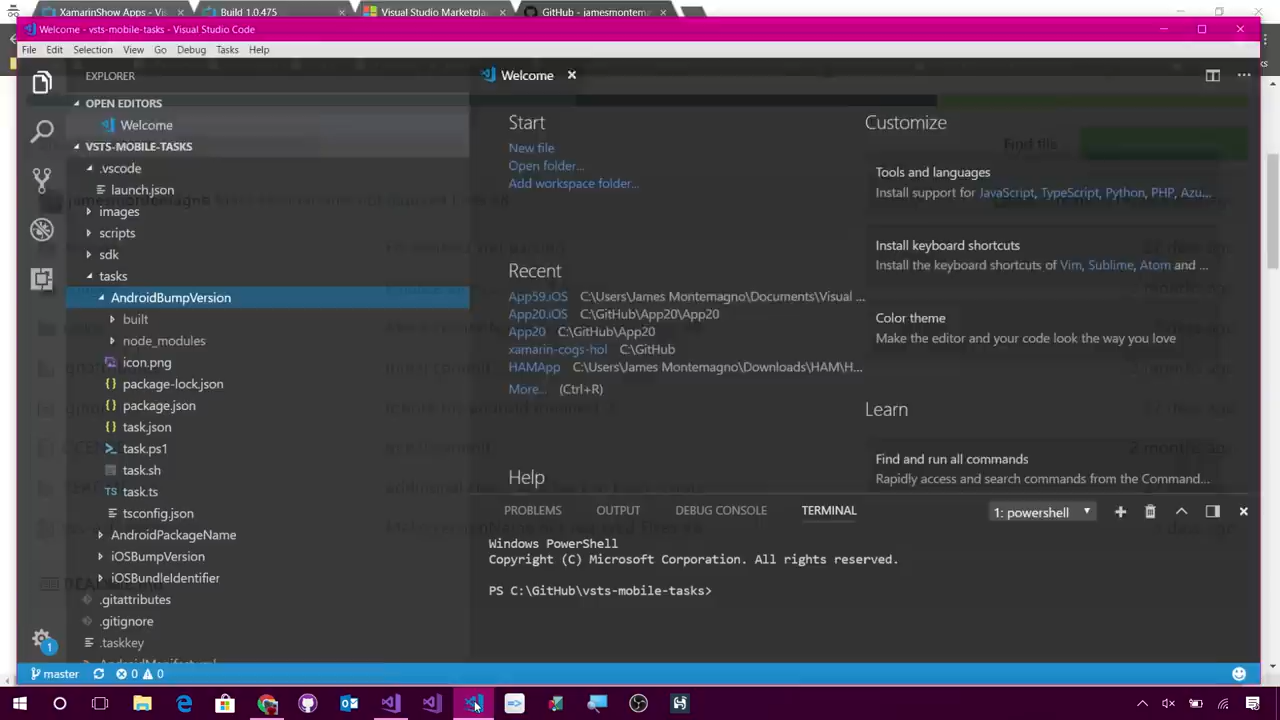 XamarinShow Apps - Visu
Build 1.0.475
Visual Studio Marketpla
GitHub - jamesmontem
Welcome - vsts-mobile-tasks - Visual Studio Code
File Edit Selection View Go Debug Tasks Help
EXPLORER
OPEN EDITORS
Welcome
VSTS-MOBILE-TASKS
.vscode
launch.json
images
scripts
sdk
tasks
AndroidBumpVersion
built
node_modules
icon.png
package-lock.json
package.json
task.json
task.ps1
task.sh
TS task.ts
tsconfig.json
AndroidPackageName
iOSBumpVersion
iOSBundleIdentifier
.gitattributes
.gitignore
.taskkey
Welcome
Start
New file
Open folder...
Add workspace folder...
Recent
App59.iOS C:\Users\James Montemagno\Documents\Visual ...
App20.iOS C:\GitHub\App20\App20
App20 C:\GitHub\App20
xamarin-cogs-hol C:\GitHub
HAMApp C:\Users\James Montemagno\Downloads\HAM\H...
More... (Ctrl+R)
Help
Customize
Find file
Tools and languages
Install support for JavaScript, TypeScript, Python, PHP, Azu...
Install keyboard shortcuts
Install the keyboard shortcuts of Vim, Sublime, Atom and ...
Color theme
Make the editor and your code look the way you love
Learn
Find and run all commands
Rapidly access and search commands from the Command...
2 months ago
PROBLEMS OUTPUT DEBUG CONSOLE TERMINAL
1: powershell
Windows PowerShell
Copyright (C) Microsoft Corporation. All rights reserved.
PS C:\GitHub\vsts-mobile-tasks>
master 0 0
1